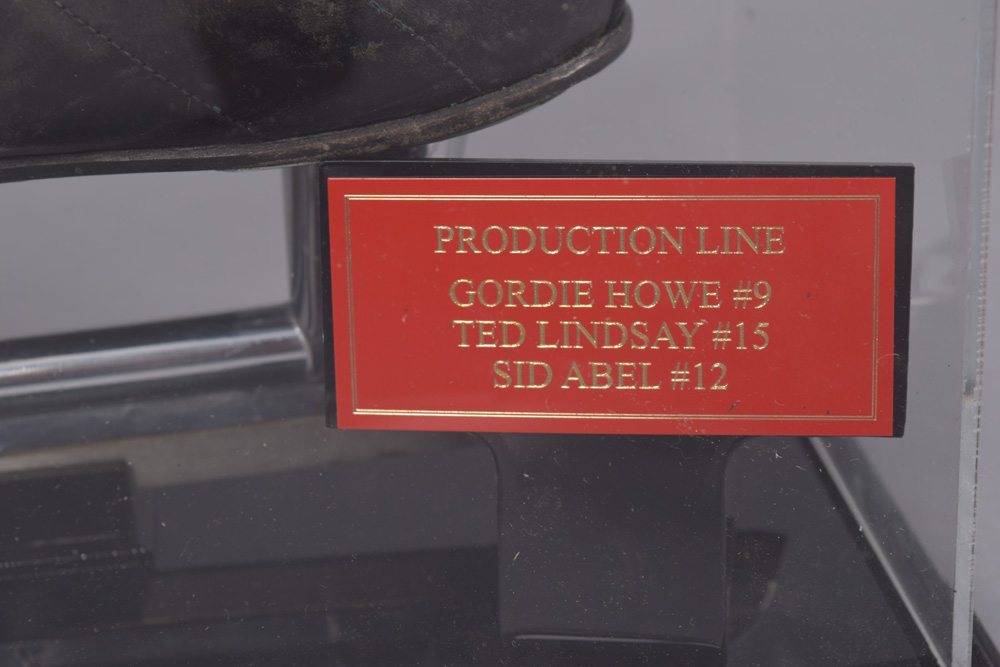 PRODUCTION LINE
GORDIE HOWE #9
TED LINDSAY #15
SID ABEL #12